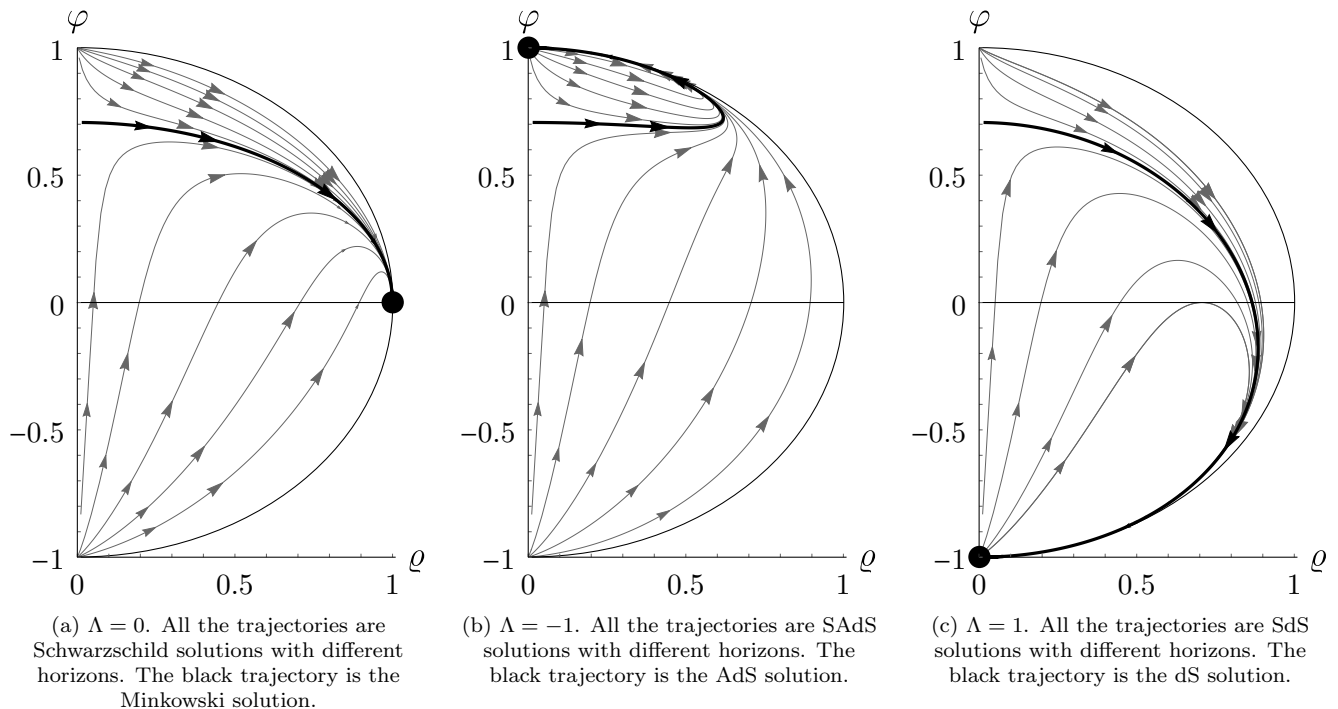 φ
1
0.5
0
−0.5
−1
0
0.5
1
ϱ
(a) Λ = 0. All the trajectories are
Schwarzschild solutions with different
horizons. The black trajectory is the
Minkowski solution.
φ
1
0.5
0
−0.5
−1
0
0.5
1
ϱ
(b) Λ = −1. All the trajectories are SAdS
solutions with different horizons. The
black trajectory is the AdS solution.
φ
1
0.5
0
−0.5
−1
0
0.5
1
ϱ
(c) Λ = 1. All the trajectories are SdS
solutions with different horizons. The
black trajectory is the dS solution.